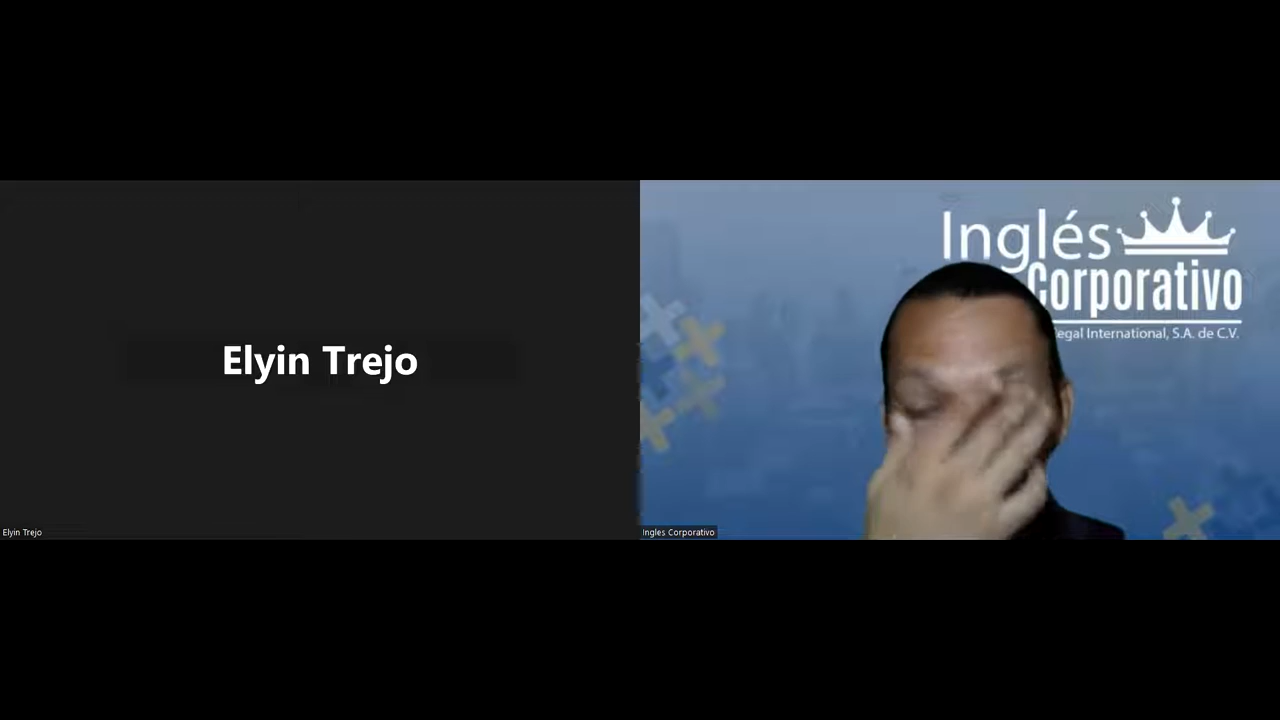 Elyin Trejo
Elyin Trejo
Inglés
Corporativo
egal International, S.A. de C.V.
Ingles Corporativo